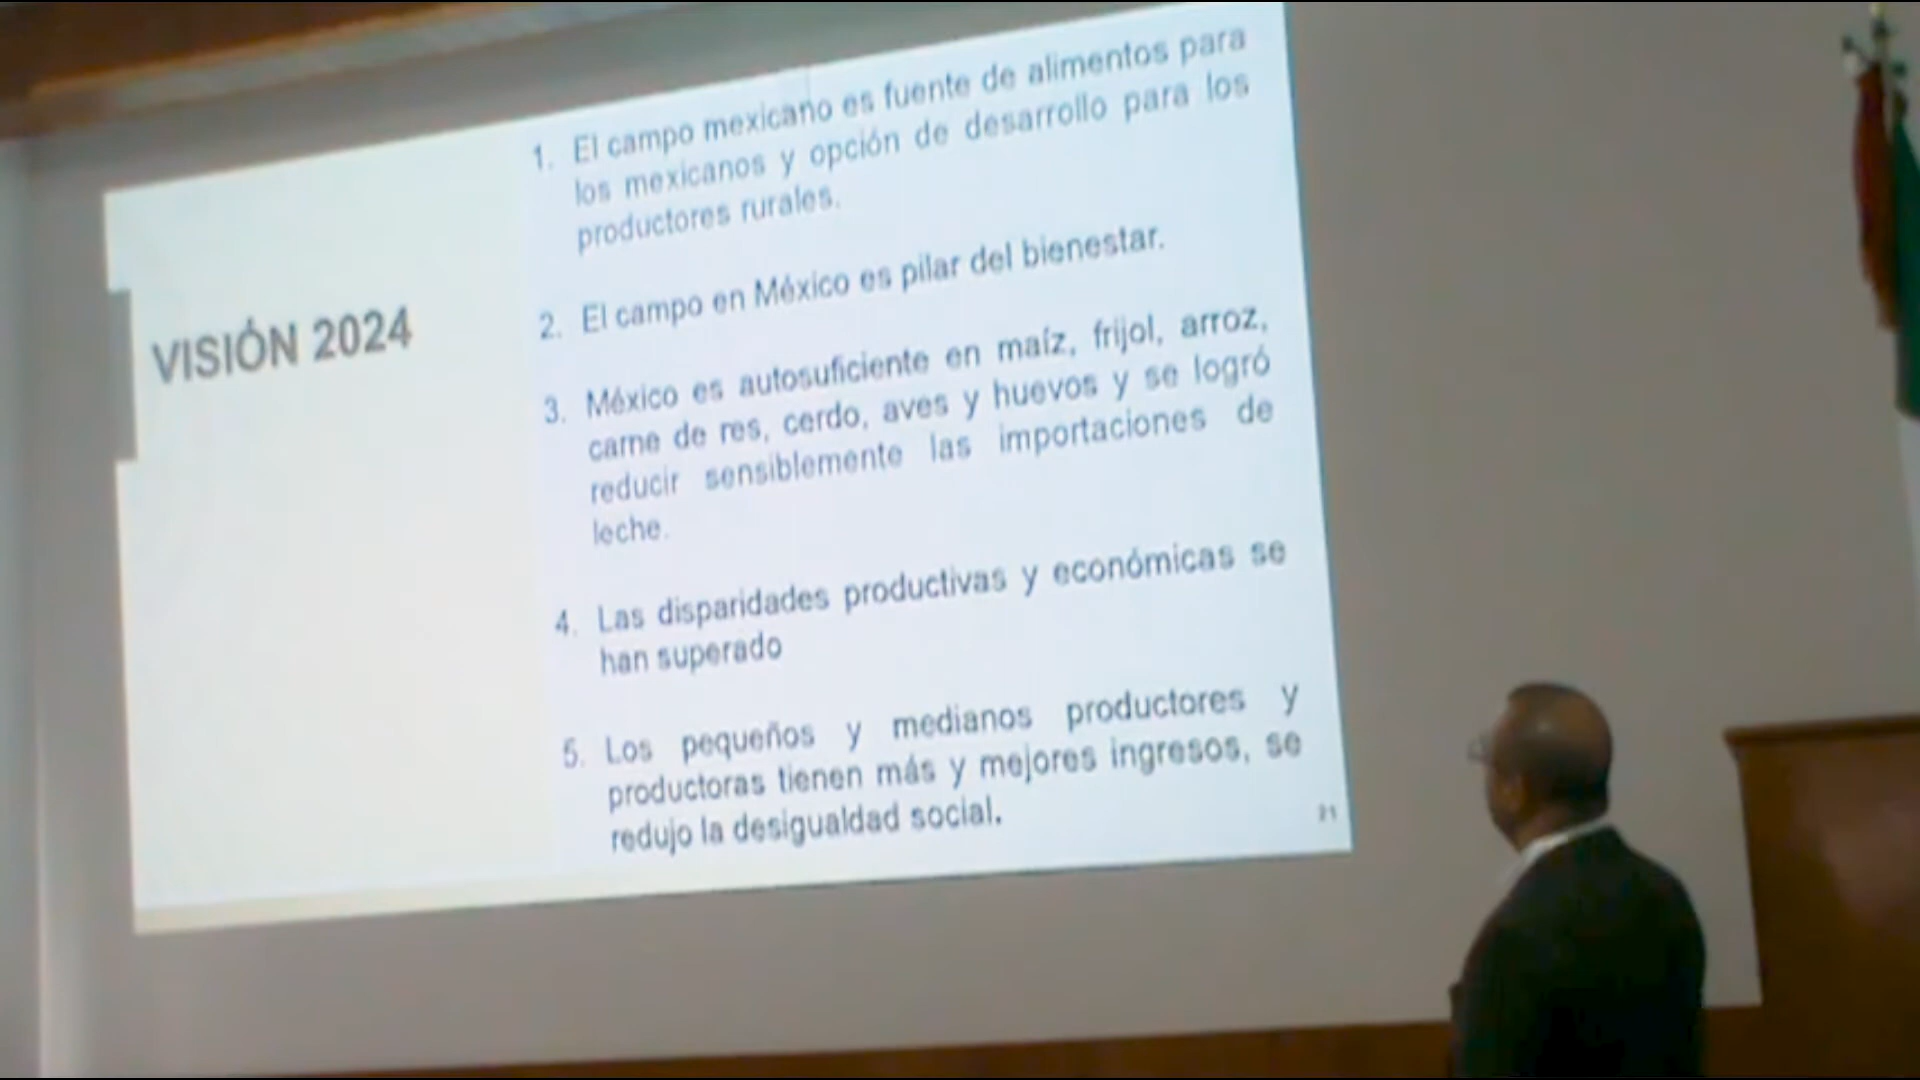 VISIÓN 2024
1. El campo mexicano es fuente de alimentos para
los mexicanos y opción de desarrollo para los
productores rurales.
2. El campo en México es pilar del bienestar.
3. México es autosuficiente en maíz, frijol, arroz,
carne de res, cerdo, aves y huevos y se logró
reducir sensiblemente las importaciones de
leche.
4. Las disparidades productivas y económicas se
han superado
5. Los pequeños y medianos productores y
productoras tienen más y mejores ingresos, se
redujo la desigualdad social.
21